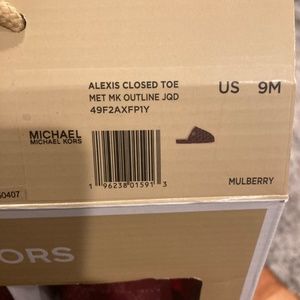 ALEXIS CLOSED TOE
MET MK OUTLINE JQD
49F2AXFP1Y
US 9M
MICHAEL
MICHAEL KORS
1 96238 01591 3
MULBERRY
0407
ORS